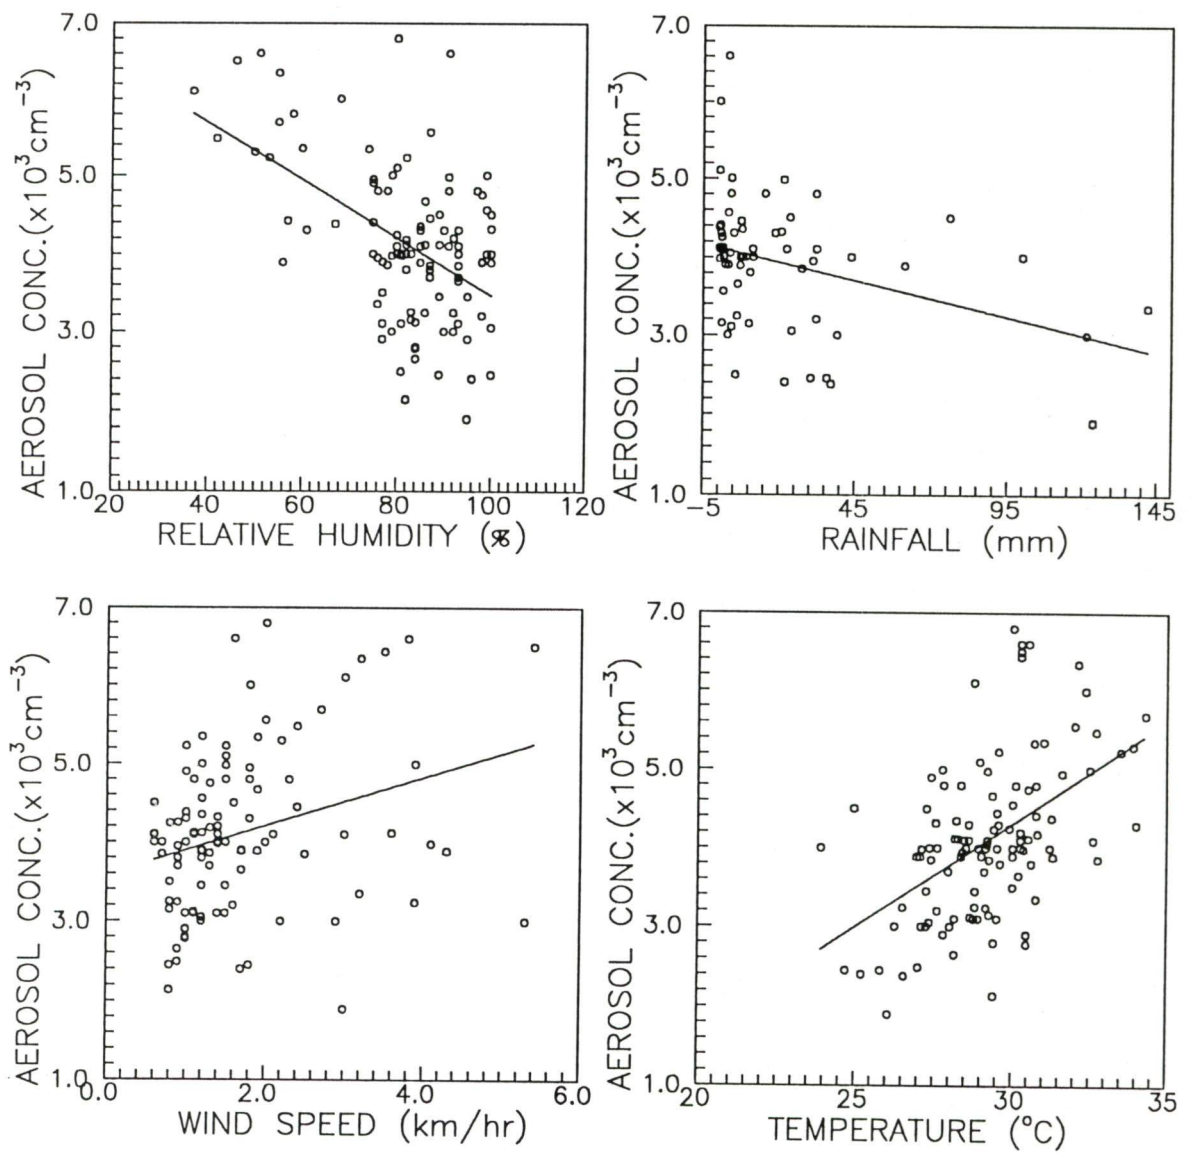 7.0
5.0
3.0
1.0
AEROSOL CONC.(x10³cm⁻³)
20 40 60 80 100 120
RELATIVE HUMIDITY (%)
7.0
5.0
3.0
1.0
AEROSOL CONC.(x10³cm⁻³)
-5 45 95 145
RAINFALL (mm)
7.0
5.0
3.0
1.0
AEROSOL CONC.(x10³cm⁻³)
0.0 2.0 4.0 6.0
WIND SPEED (km/hr)
7.0
5.0
3.0
1.0
AEROSOL CONC.(x10³cm⁻³)
20 25 30 35
TEMPERATURE (°C)